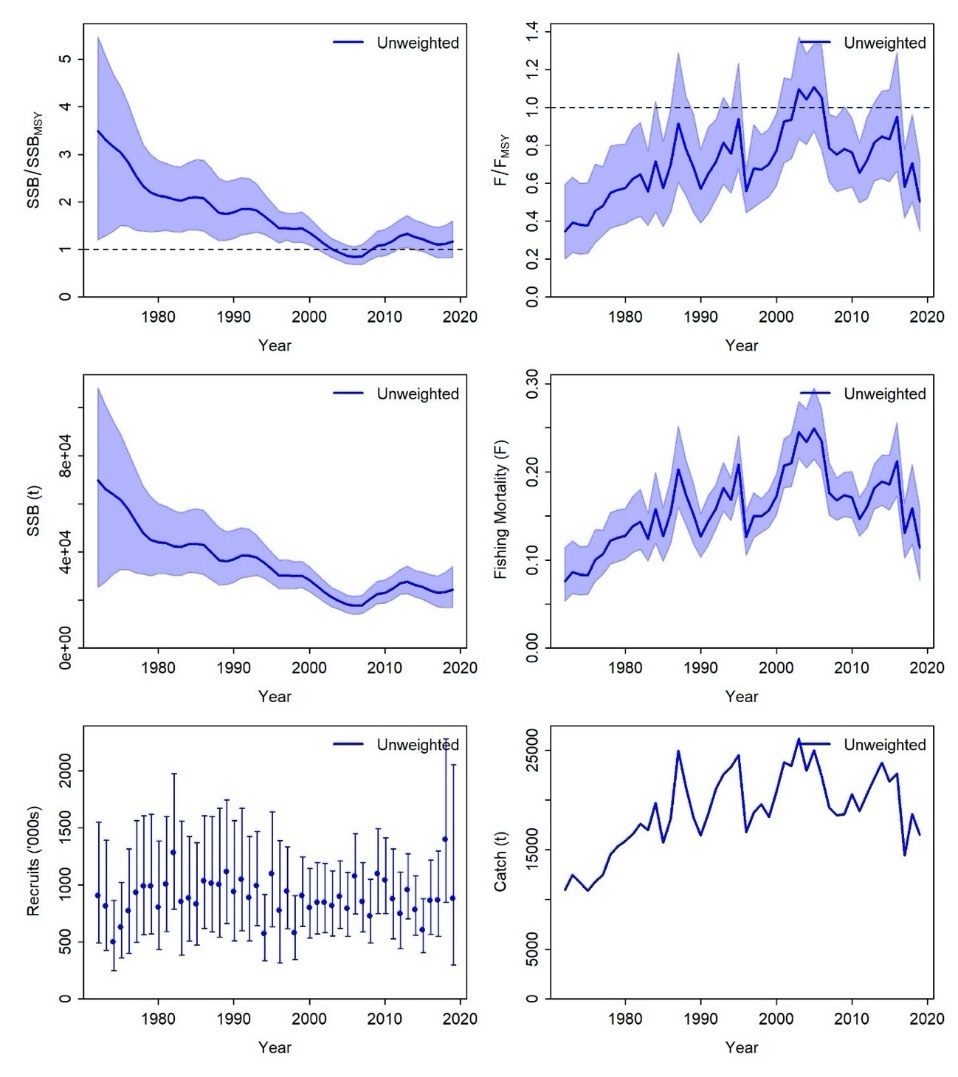 Unweighted
SSB/SSBMSY
0 1 2 3 4 5
1980 1990 2000 2010 2020
Year
Unweighted
F/FMSY
0.0 0.2 0.4 0.6 0.8 1.0 1.2 1.4
1980 1990 2000 2010 2020
Year
Unweighted
SSB (t)
0e+00 4e+04 8e+04
1980 1990 2000 2010 2020
Year
Unweighted
Fishing Mortality (F)
0.00 0.10 0.20 0.30
1980 1990 2000 2010 2020
Year
Unweighted
Recruits ('000s)
0 500 1000 1500 2000
1980 1990 2000 2010 2020
Year
Unweighted
Catch (t)
0 5000 15000 25000
1980 1990 2000 2010 2020
Year